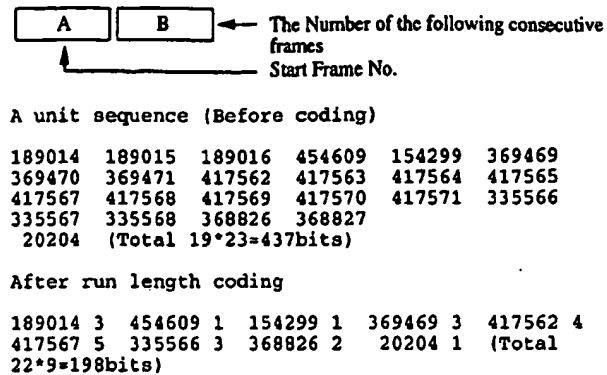 A B The Number of the following consecutive
frames
Start Frame No.
A unit sequence (Before coding)
189014 189015 189016 454609 154299 369469
369470 369471 417562 417563 417564 417565
417567 417568 417569 417570 417571 335566
335567 335568 368826 368827
20204 (Total 19*23=437bits)
After run length coding
189014 3 454609 1 154299 1 369469 3 417562 4
417567 5 335566 3 368826 2 20204 1 (Total
22*9=198bits)